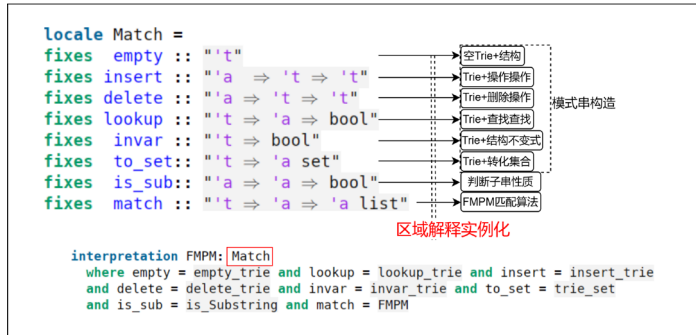 locale Match =
fixes empty :: "'t" 空Trie+结构
fixes insert :: "'a ⇒ 't ⇒ 't" Trie+操作操作
fixes delete :: "'a ⇒ 't ⇒ 't" Trie+删除操作
fixes lookup :: "'t ⇒ 'a ⇒ bool" Trie+查找查找
fixes invar :: "'t ⇒ bool" Trie+结构不变式
fixes to_set :: "'t ⇒ 'a set" Trie+转化集合
fixes is_sub:: "'a ⇒ 'a ⇒ bool" 判断子串性质
fixes match :: "'t ⇒ 'a ⇒ 'a list" FMPM匹配算法
模式串构造
区域解释实例化
interpretation FMPM: Match
where empty = empty_trie and lookup = lookup_trie and insert = insert_trie
and delete = delete_trie and invar = invar_trie and to_set = trie_set
and is_sub = is_Substring and match = FMPM